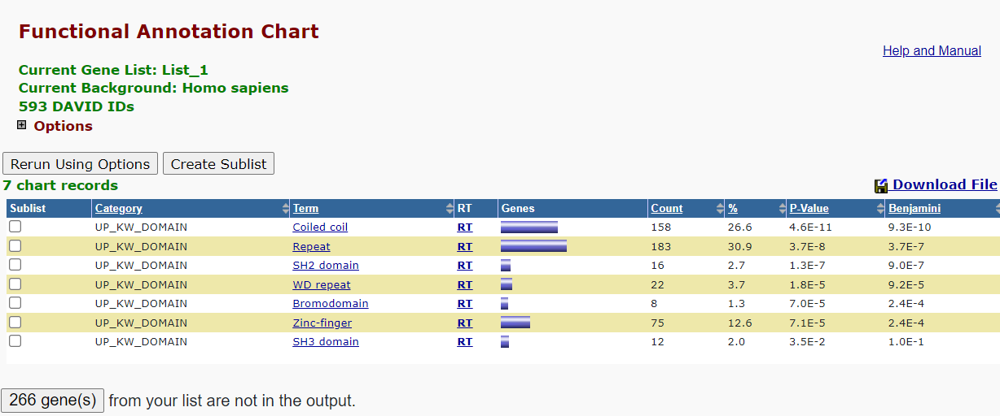 Functional Annotation Chart
Help and Manual
Current Gene List: List_1
Current Background: Homo sapiens
593 DAVID IDs
Options
Rerun Using Options Create Sublist
7 chart records Download File
Sublist Category Term RT Genes Count % P-Value Benjamini
UP_KW_DOMAIN Coiled coil RT 158 26.6 4.6E-11 9.3E-10
UP_KW_DOMAIN Repeat RT 183 30.9 3.7E-8 3.7E-7
UP_KW_DOMAIN SH2 domain RT 16 2.7 1.3E-7 9.0E-7
UP_KW_DOMAIN WD repeat RT 22 3.7 1.8E-5 9.2E-5
UP_KW_DOMAIN Bromodomain RT 8 1.3 7.0E-5 2.4E-4
UP_KW_DOMAIN Zinc-finger RT 75 12.6 7.1E-5 2.4E-4
UP_KW_DOMAIN SH3 domain RT 12 2.0 3.5E-2 1.0E-1
266 gene(s) from your list are not in the output.